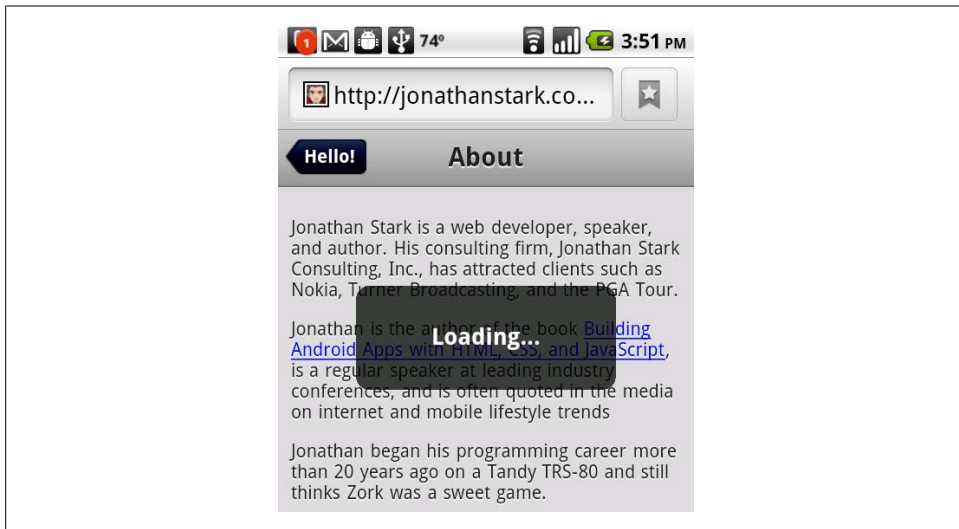 1 74° 3:51 PM
http://jonathanstark.co...
Hello! About
Jonathan Stark is a web developer, speaker,
and author. His consulting firm, Jonathan Stark
Consulting, Inc., has attracted clients such as
Nokia, Turner Broadcasting, and the PGA Tour.
Jonathan is the author of the book Building
Loading...
Android Apps with HTML, CSS, and JavaScript,
is a regular speaker at leading industry
conferences, and is often quoted in the media
on internet and mobile lifestyle trends
Jonathan began his programming career more
than 20 years ago on a Tandy TRS-80 and still
thinks Zork was a sweet game.